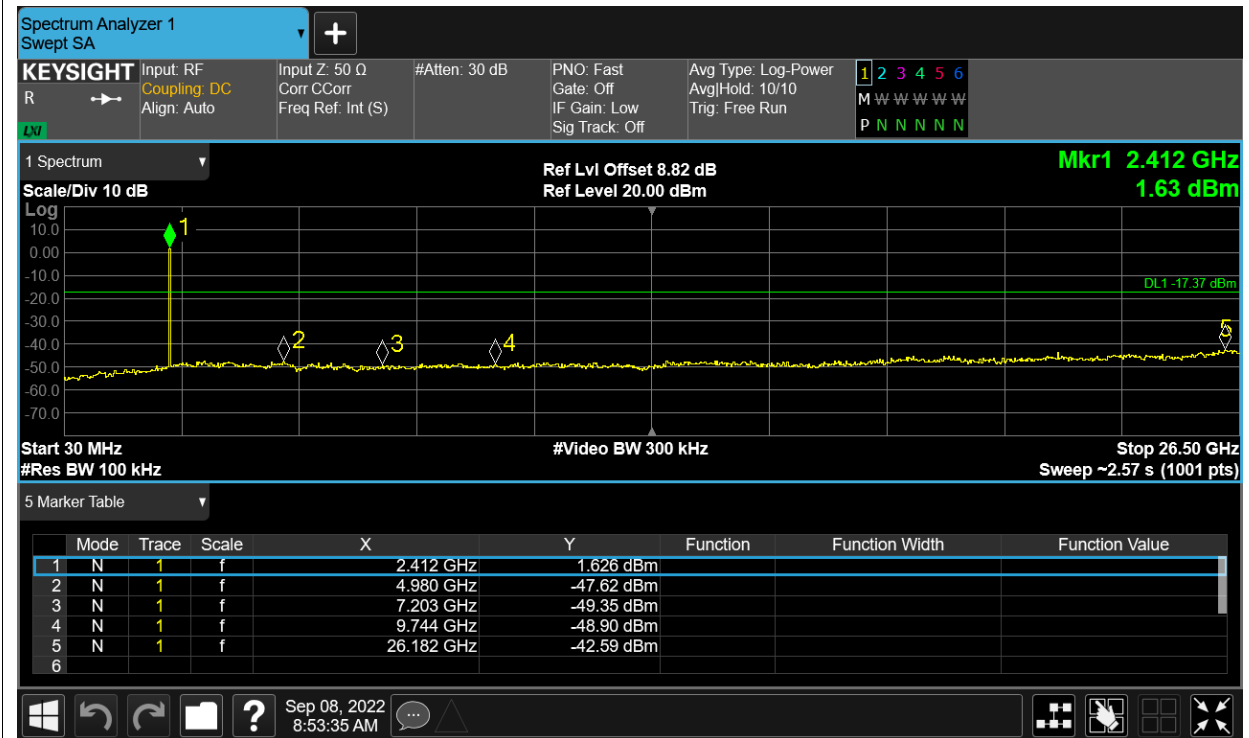 Spectrum Analyzer 1
Swept SA
+
KEYSIGHT Input: RF Input Z: 50 Ω #Atten: 30 dB PNO: Fast Avg Type: Log-Power 1 2 3 4 5 6
R Coupling: DC Corr CCorr Gate: Off Avg|Hold: 10/10 M W W W W W
Align: Auto Freq Ref: Int (S) IF Gain: Low Trig: Free Run
LXI Sig Track: Off P N N N N N
1 Spectrum Ref Lvl Offset 8.82 dB Mkr1 2.412 GHz
Scale/Div 10 dB Ref Level 20.00 dBm 1.63 dBm
Log
1
10.0
0.00
-10.0
DL1 -17.37 dBm
-20.0
-30.0
5
2 3 4
-40.0
-50.0
-60.0
-70.0
Start 30 MHz #Video BW 300 kHz Stop 26.50 GHz
#Res BW 100 kHz Sweep ~2.57 s (1001 pts)
5 Marker Table
Mode Trace Scale X Y Function Function Width Function Value
1 N 1 f 2.412 GHz 1.626 dBm
2 N 1 f 4.980 GHz -47.62 dBm
3 N 1 f 7.203 GHz -49.35 dBm
4 N 1 f 9.744 GHz -48.90 dBm
5 N 1 f 26.182 GHz -42.59 dBm
6
? Sep 08, 2022
8:53:35 AM